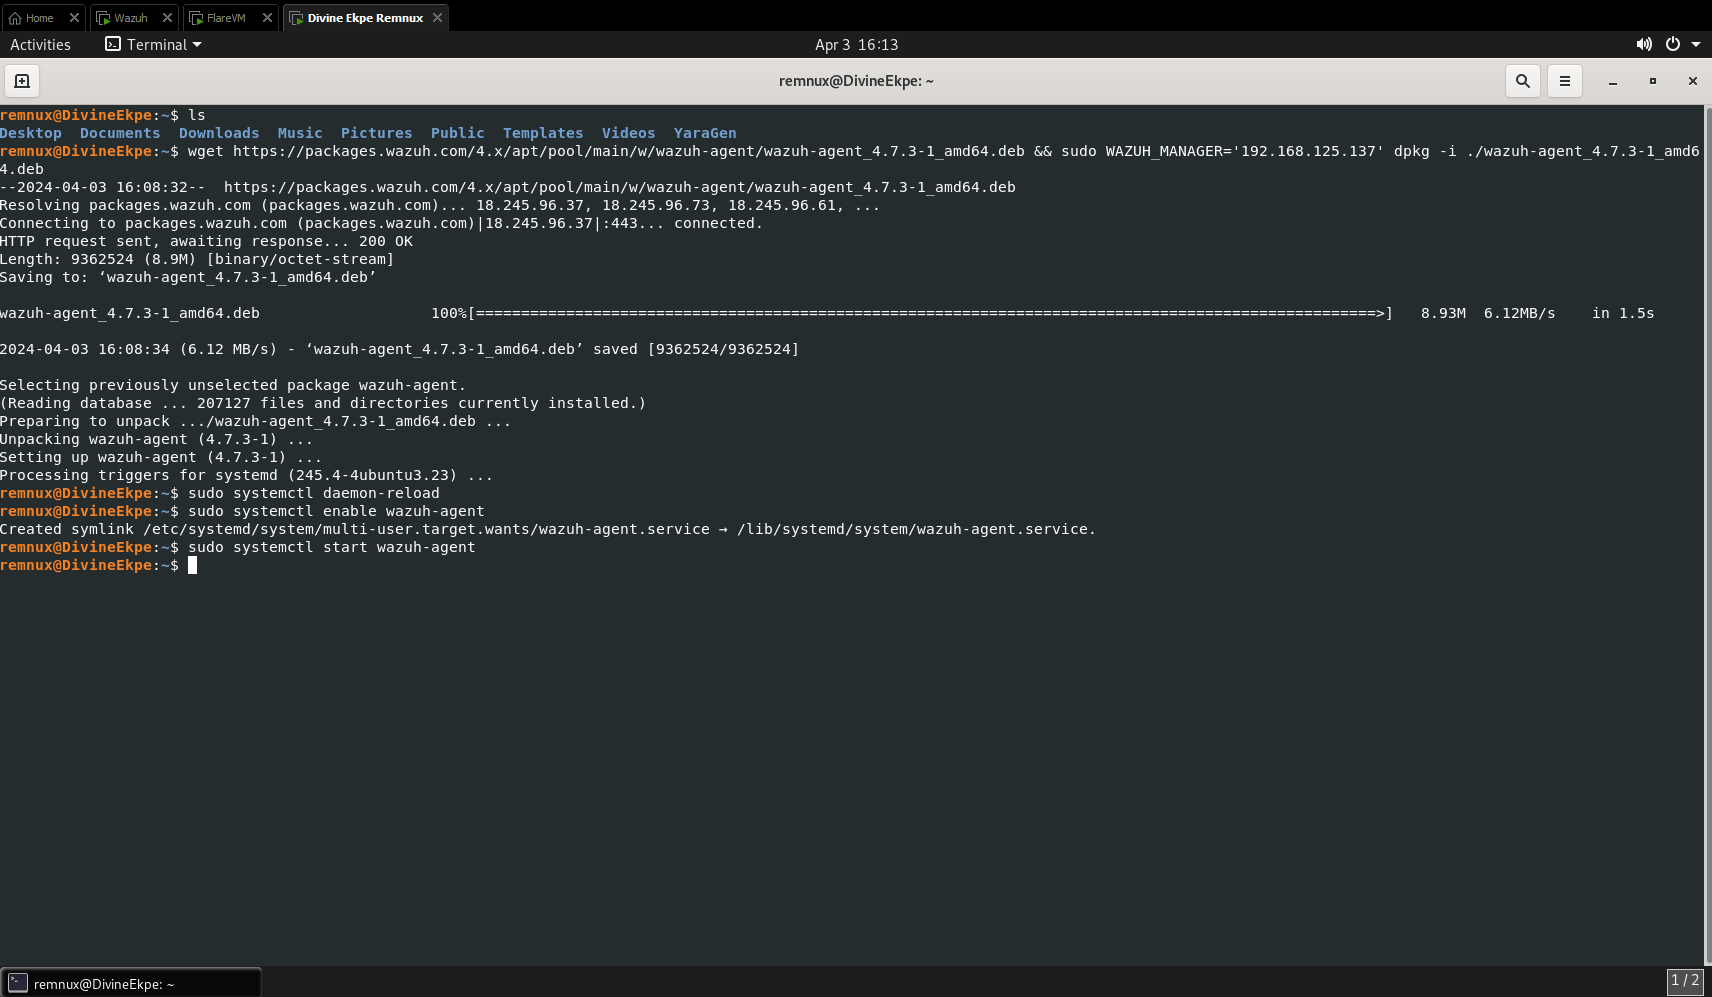 Home
Wazuh
FlareVM
Divine Ekpe Remnux
Activities
Terminal
Apr 3 16:13
remnux@DivineEkpe: ~
remnux@DivineEkpe:~$ ls
Desktop Documents Downloads Music Pictures Public Templates Videos YaraGen
remnux@DivineEkpe:~$ wget https://packages.wazuh.com/4.x/apt/pool/main/w/wazuh-agent/wazuh-agent_4.7.3-1_amd64.deb && sudo WAZUH_MANAGER='192.168.125.137' dpkg -i ./wazuh-agent_4.7.3-1_amd6
4.deb
--2024-04-03 16:08:32-- https://packages.wazuh.com/4.x/apt/pool/main/w/wazuh-agent/wazuh-agent_4.7.3-1_amd64.deb
Resolving packages.wazuh.com (packages.wazuh.com)... 18.245.96.37, 18.245.96.73, 18.245.96.61, ...
Connecting to packages.wazuh.com (packages.wazuh.com)|18.245.96.37|:443... connected.
HTTP request sent, awaiting response... 200 OK
Length: 9362524 (8.9M) [binary/octet-stream]
Saving to: ‘wazuh-agent_4.7.3-1_amd64.deb’
wazuh-agent_4.7.3-1_amd64.deb 100%[====================================================================================================>] 8.93M 6.12MB/s in 1.5s
2024-04-03 16:08:34 (6.12 MB/s) - ‘wazuh-agent_4.7.3-1_amd64.deb’ saved [9362524/9362524]
Selecting previously unselected package wazuh-agent.
(Reading database ... 207127 files and directories currently installed.)
Preparing to unpack .../wazuh-agent_4.7.3-1_amd64.deb ...
Unpacking wazuh-agent (4.7.3-1) ...
Setting up wazuh-agent (4.7.3-1) ...
Processing triggers for systemd (245.4-4ubuntu3.23) ...
remnux@DivineEkpe:~$ sudo systemctl daemon-reload
remnux@DivineEkpe:~$ sudo systemctl enable wazuh-agent
Created symlink /etc/systemd/system/multi-user.target.wants/wazuh-agent.service → /lib/systemd/system/wazuh-agent.service.
remnux@DivineEkpe:~$ sudo systemctl start wazuh-agent
remnux@DivineEkpe:~$
remnux@DivineEkpe: ~
1 / 2